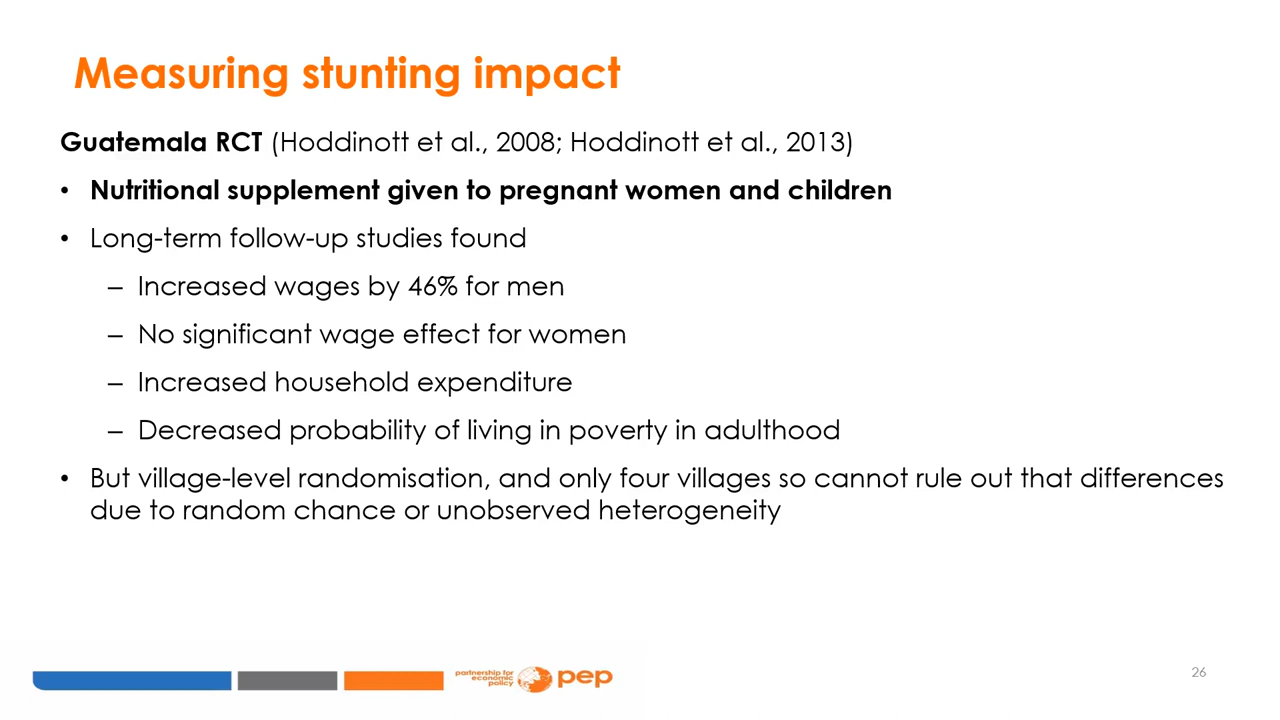 Measuring stunting impact
Guatemala RCT (Hoddinott et al., 2008; Hoddinott et al., 2013)
• Nutritional supplement given to pregnant women and children
• Long-term follow-up studies found
– Increased wages by 46% for men
– No significant wage effect for women
– Increased household expenditure
– Decreased probability of living in poverty in adulthood
• But village-level randomisation, and only four villages so cannot rule out that differences
due to random chance or unobserved heterogeneity
partnership for
economic
policy
pep
26